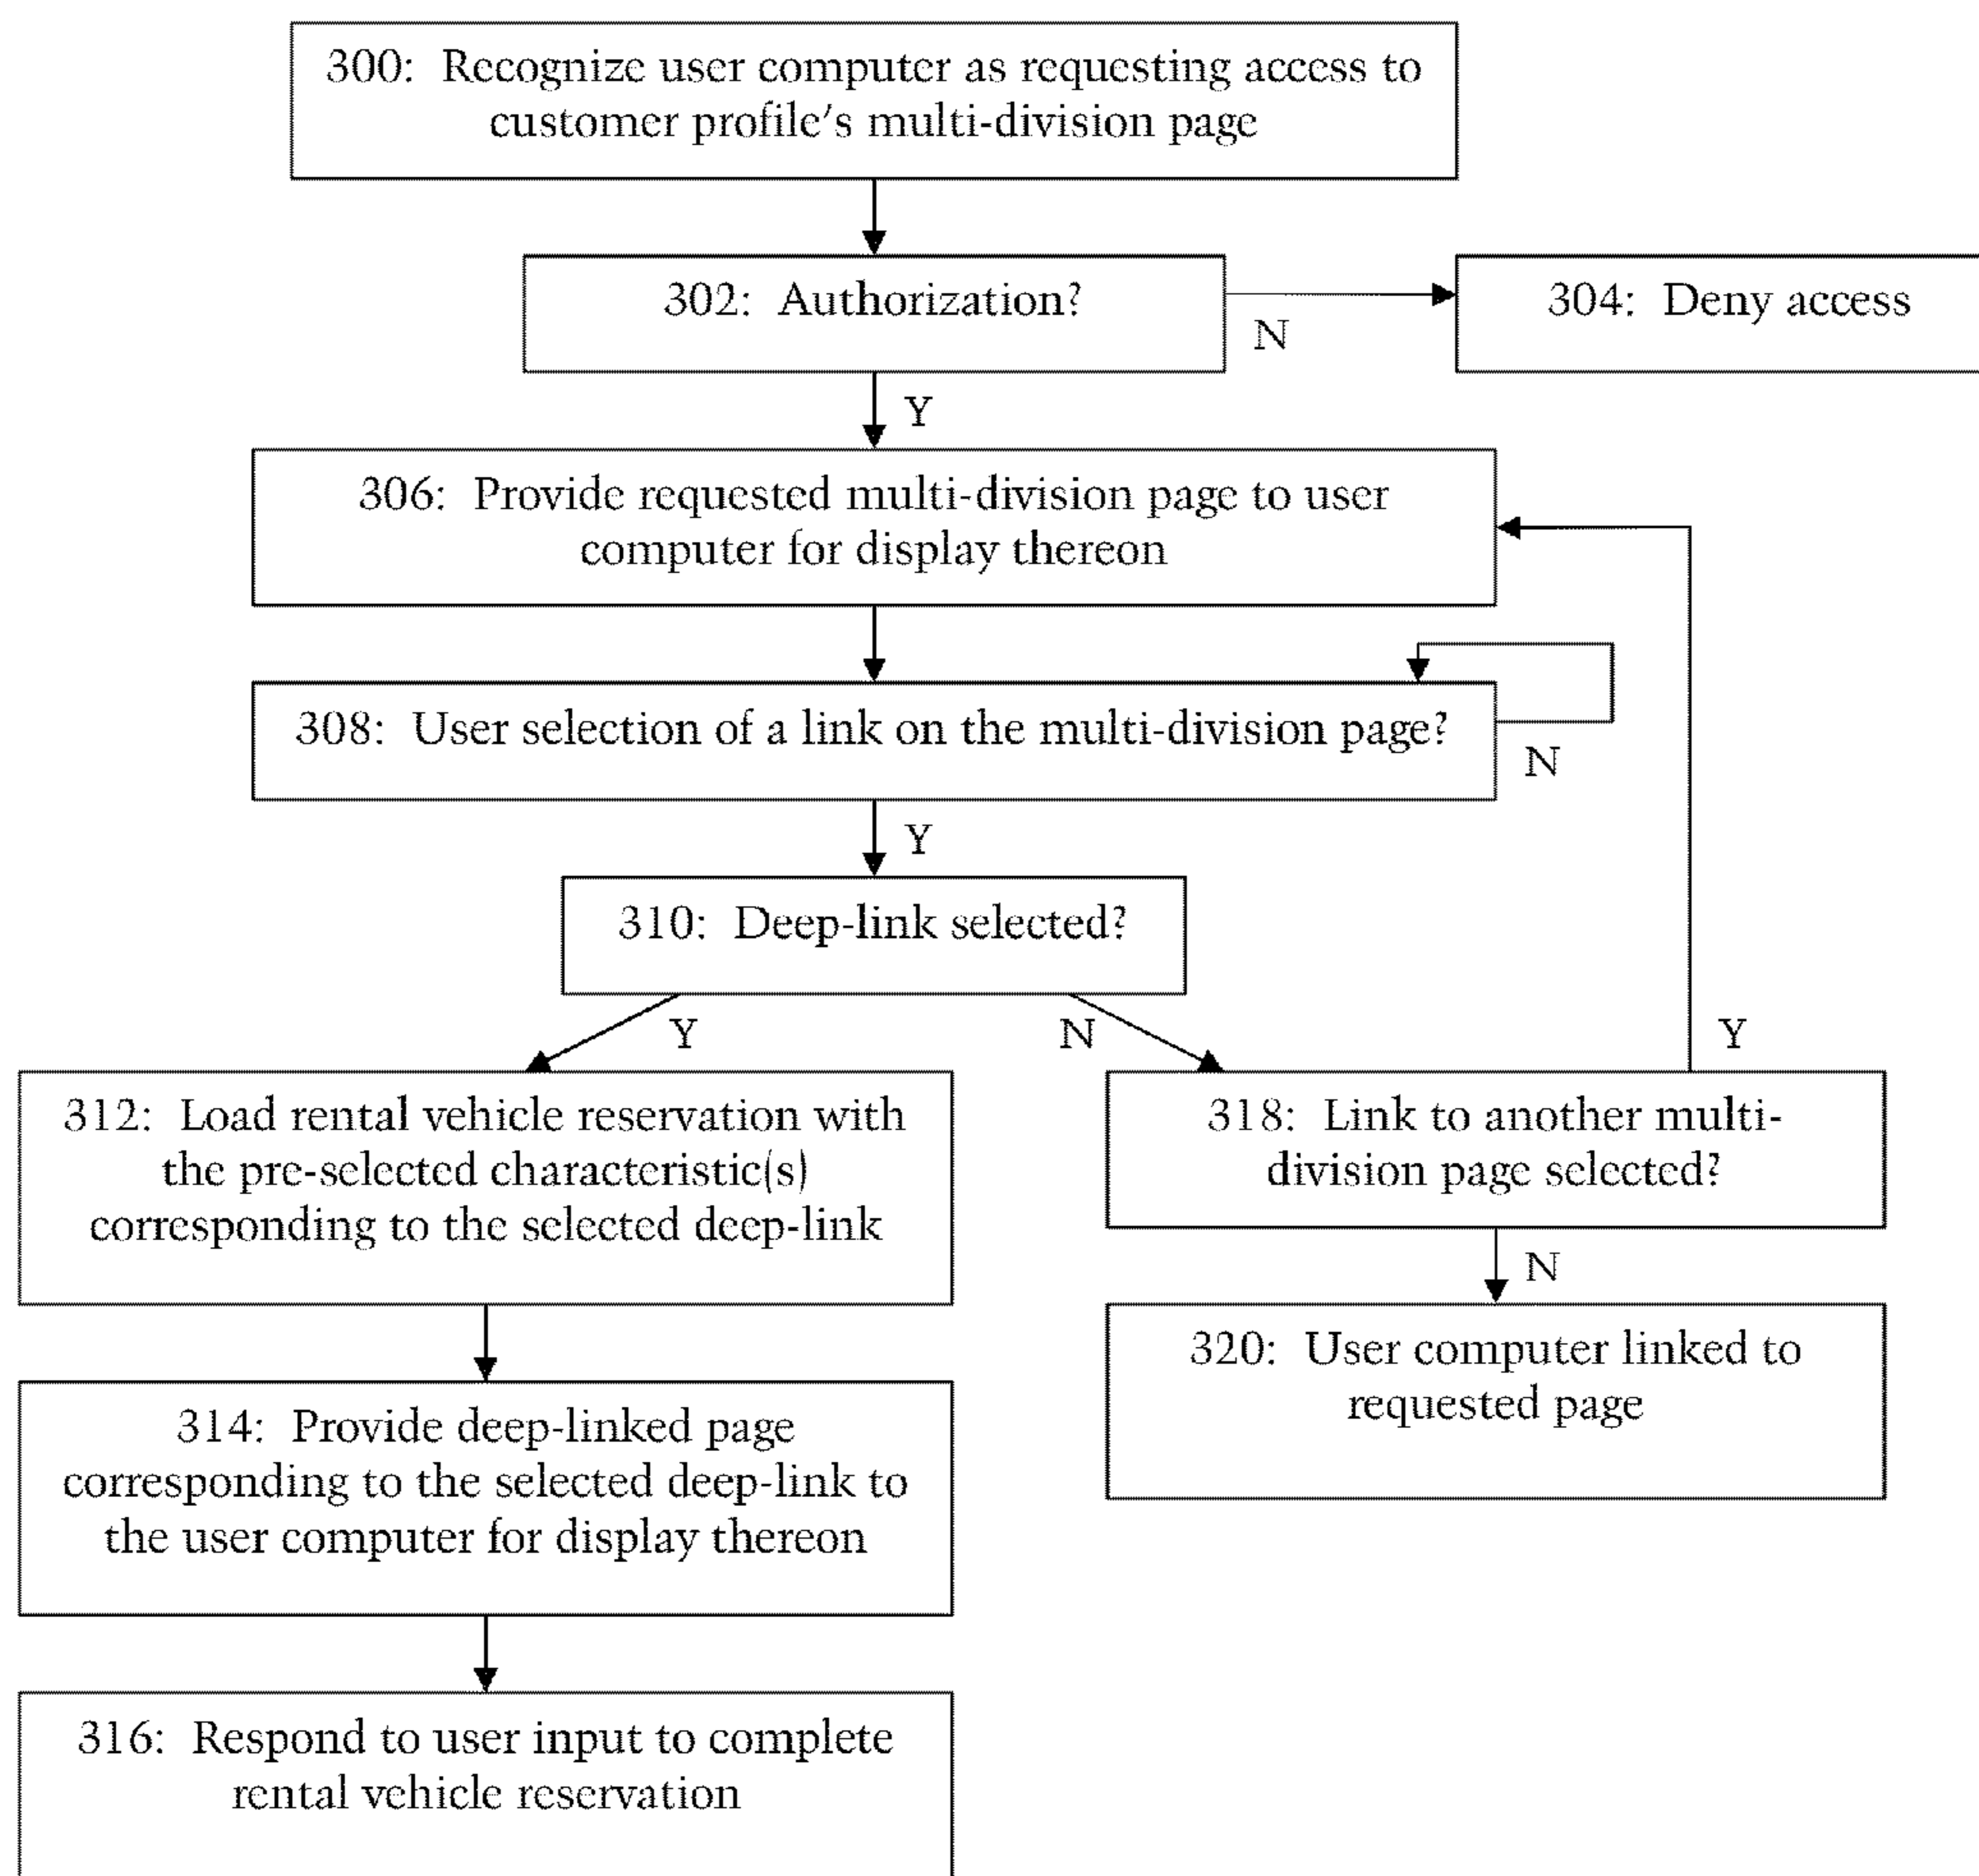 300: Recognize user computer as requesting access to
customer profile's multi-division page
302: Authorization?
304: Deny access
N
Y
306: Provide requested multi-division page to user
computer for display thereon
308: User selection of a link on the multi-division page?
N
Y
310: Deep-link selected?
Y
N
Y
312: Load rental vehicle reservation with
the pre-selected characteristic(s)
corresponding to the selected deep-link
318: Link to another multi-
division page selected?
N
320: User computer linked to
requested page
314: Provide deep-linked page
corresponding to the selected deep-link to
the user computer for display thereon
316: Respond to user input to complete
rental vehicle reservation